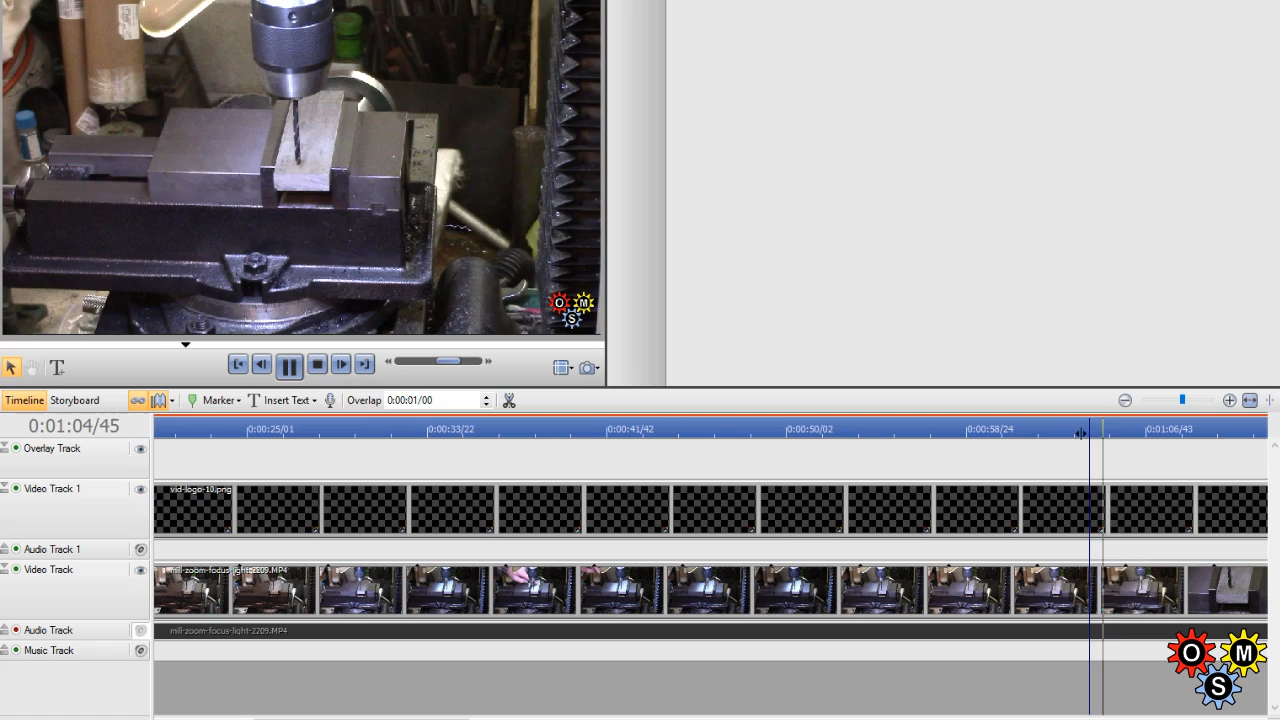 O M
S
Timeline Storyboard Marker Insert Text Overlap 0:00:01/00
0:01:04/45
0:00:25/01 0:00:33/22 0:00:41/42 0:00:50/02 0:00:58/24 0:01:06/43
Overlay Track
Video Track 1
vid-logo-10.png
Audio Track 1
Video Track
mill-zoom-focus-light-2209.MP4
Audio Track
mill-zoom-focus-light-2209.MP4
Music Track
O M
S